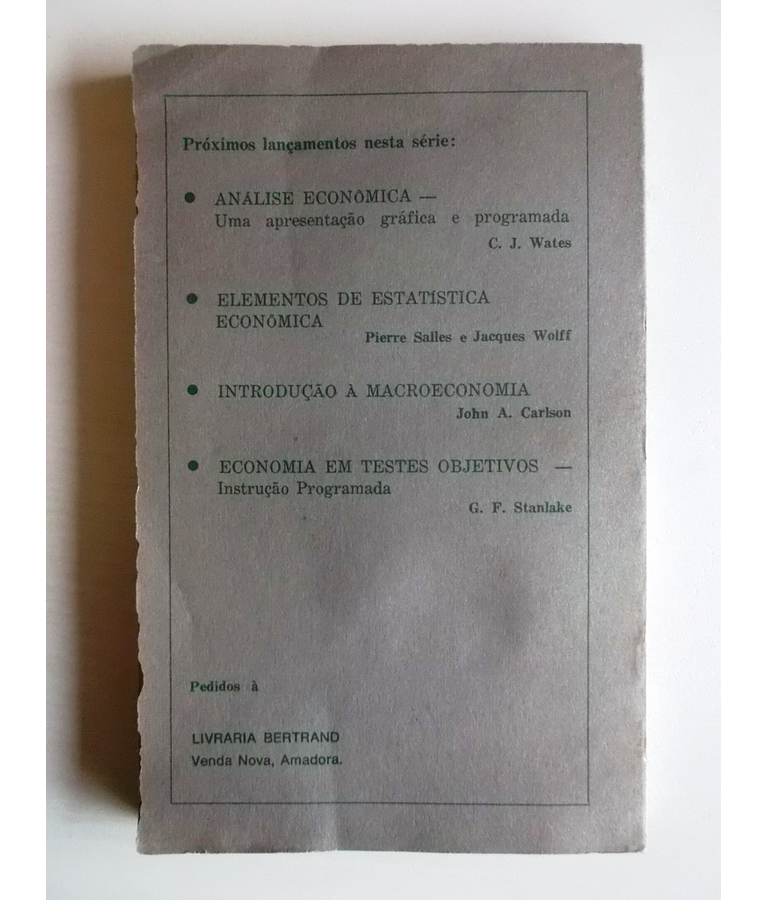 Próximos lançamentos nesta série:
● ANÁLISE ECONÔMICA —
Uma apresentação gráfica e programada
C. J. Wates
● ELEMENTOS DE ESTATÍSTICA
ECONÔMICA
Pierre Salles e Jacques Wolff
● INTRODUÇÃO À MACROECONOMIA
John A. Carlson
● ECONOMIA EM TESTES OBJETIVOS —
Instrução Programada
G. F. Stanlake
Pedidos à
LIVRARIA BERTRAND
Venda Nova, Amadora.